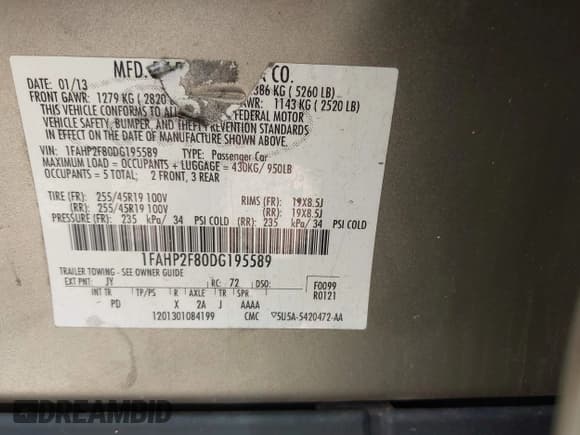 MFD. CO.
DATE: 01/13 386 KG ( 5260 LB)
FRONT GAWR: 1279 KG ( 2820 WR: 1143 KG ( 2520 LB)
THIS VEHICLE CONFORMS TO FEDERAL MOTOR
VEHICLE SAFETY, BUMPER, AND THEFT PREVENTION STANDARDS
IN EFFECT ON THE DATE OF MANUFACTURE SHOWN ABOVE.
VIN: 1FAHP2F80DG195589 TYPE: Passenger Car
MAXIMUM LOAD = OCCUPANTS + LUGGAGE = 430KG/ 950LB
OCCUPANTS = 5 TOTAL; 2 FRONT, 3 REAR
TIRE (FR): 255/45R19 100V RIMS (FR): 19X8.5J
(RR): 255/45R19 100V (RR): 19X8.5J
PRESSURE (FR): 235 kPa/ 34 PSI COLD (RR): 235 kPa/ 34 PSI COLD
1FAHP2F80DG195589
TRAILER TOWING - SEE OWNER GUIDE
EXT PNT: JY RC: 72 DSO: F0099
R0121
INT TR TP/PS R AXLE TR SPR
PD X 2A J AAAA
1201301084199 CMC ▽5U5A-5420472-AA
DREAMBID